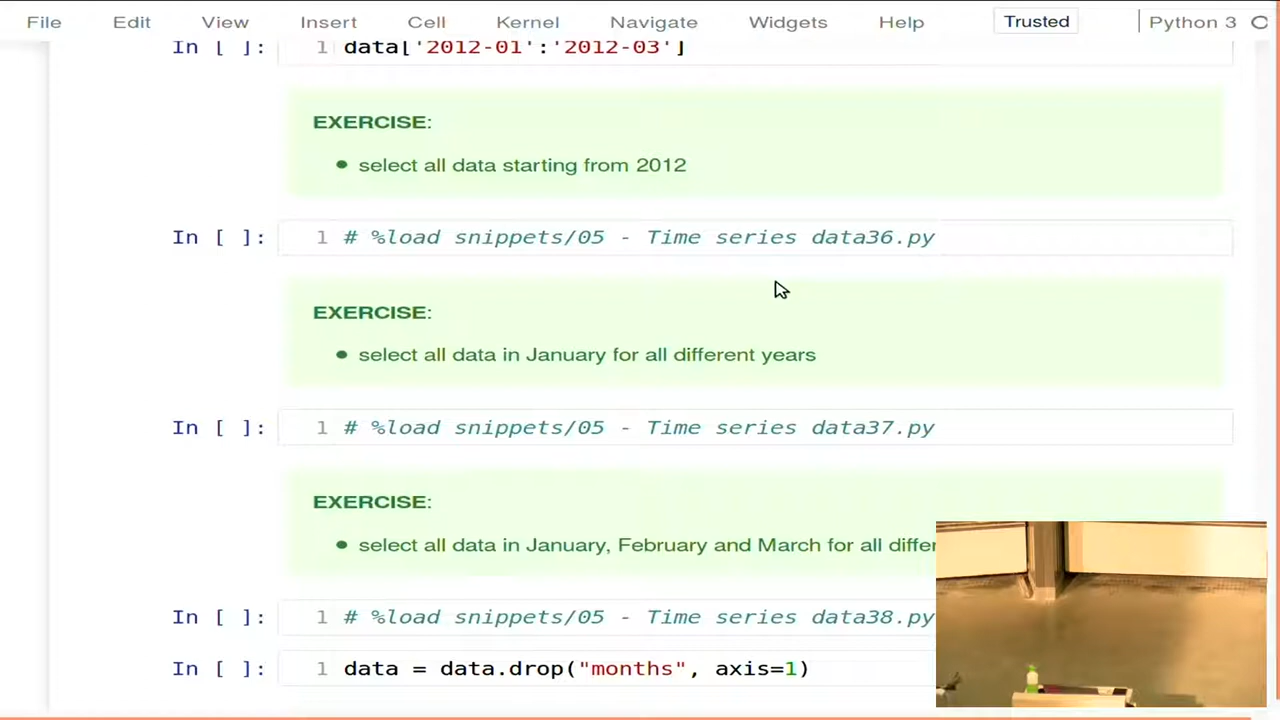 File Edit View Insert Cell Kernel Navigate Widgets Help Trusted Python 3
In [ ]: 1 data['2012-01':'2012-03']
EXERCISE:
select all data starting from 2012
In [ ]: 1 # %load snippets/05 - Time series data36.py
EXERCISE:
select all data in January for all different years
In [ ]: 1 # %load snippets/05 - Time series data37.py
EXERCISE:
select all data in January, February and March for all differ
In [ ]: 1 # %load snippets/05 - Time series data38.py
In [ ]: 1 data = data.drop("months", axis=1)